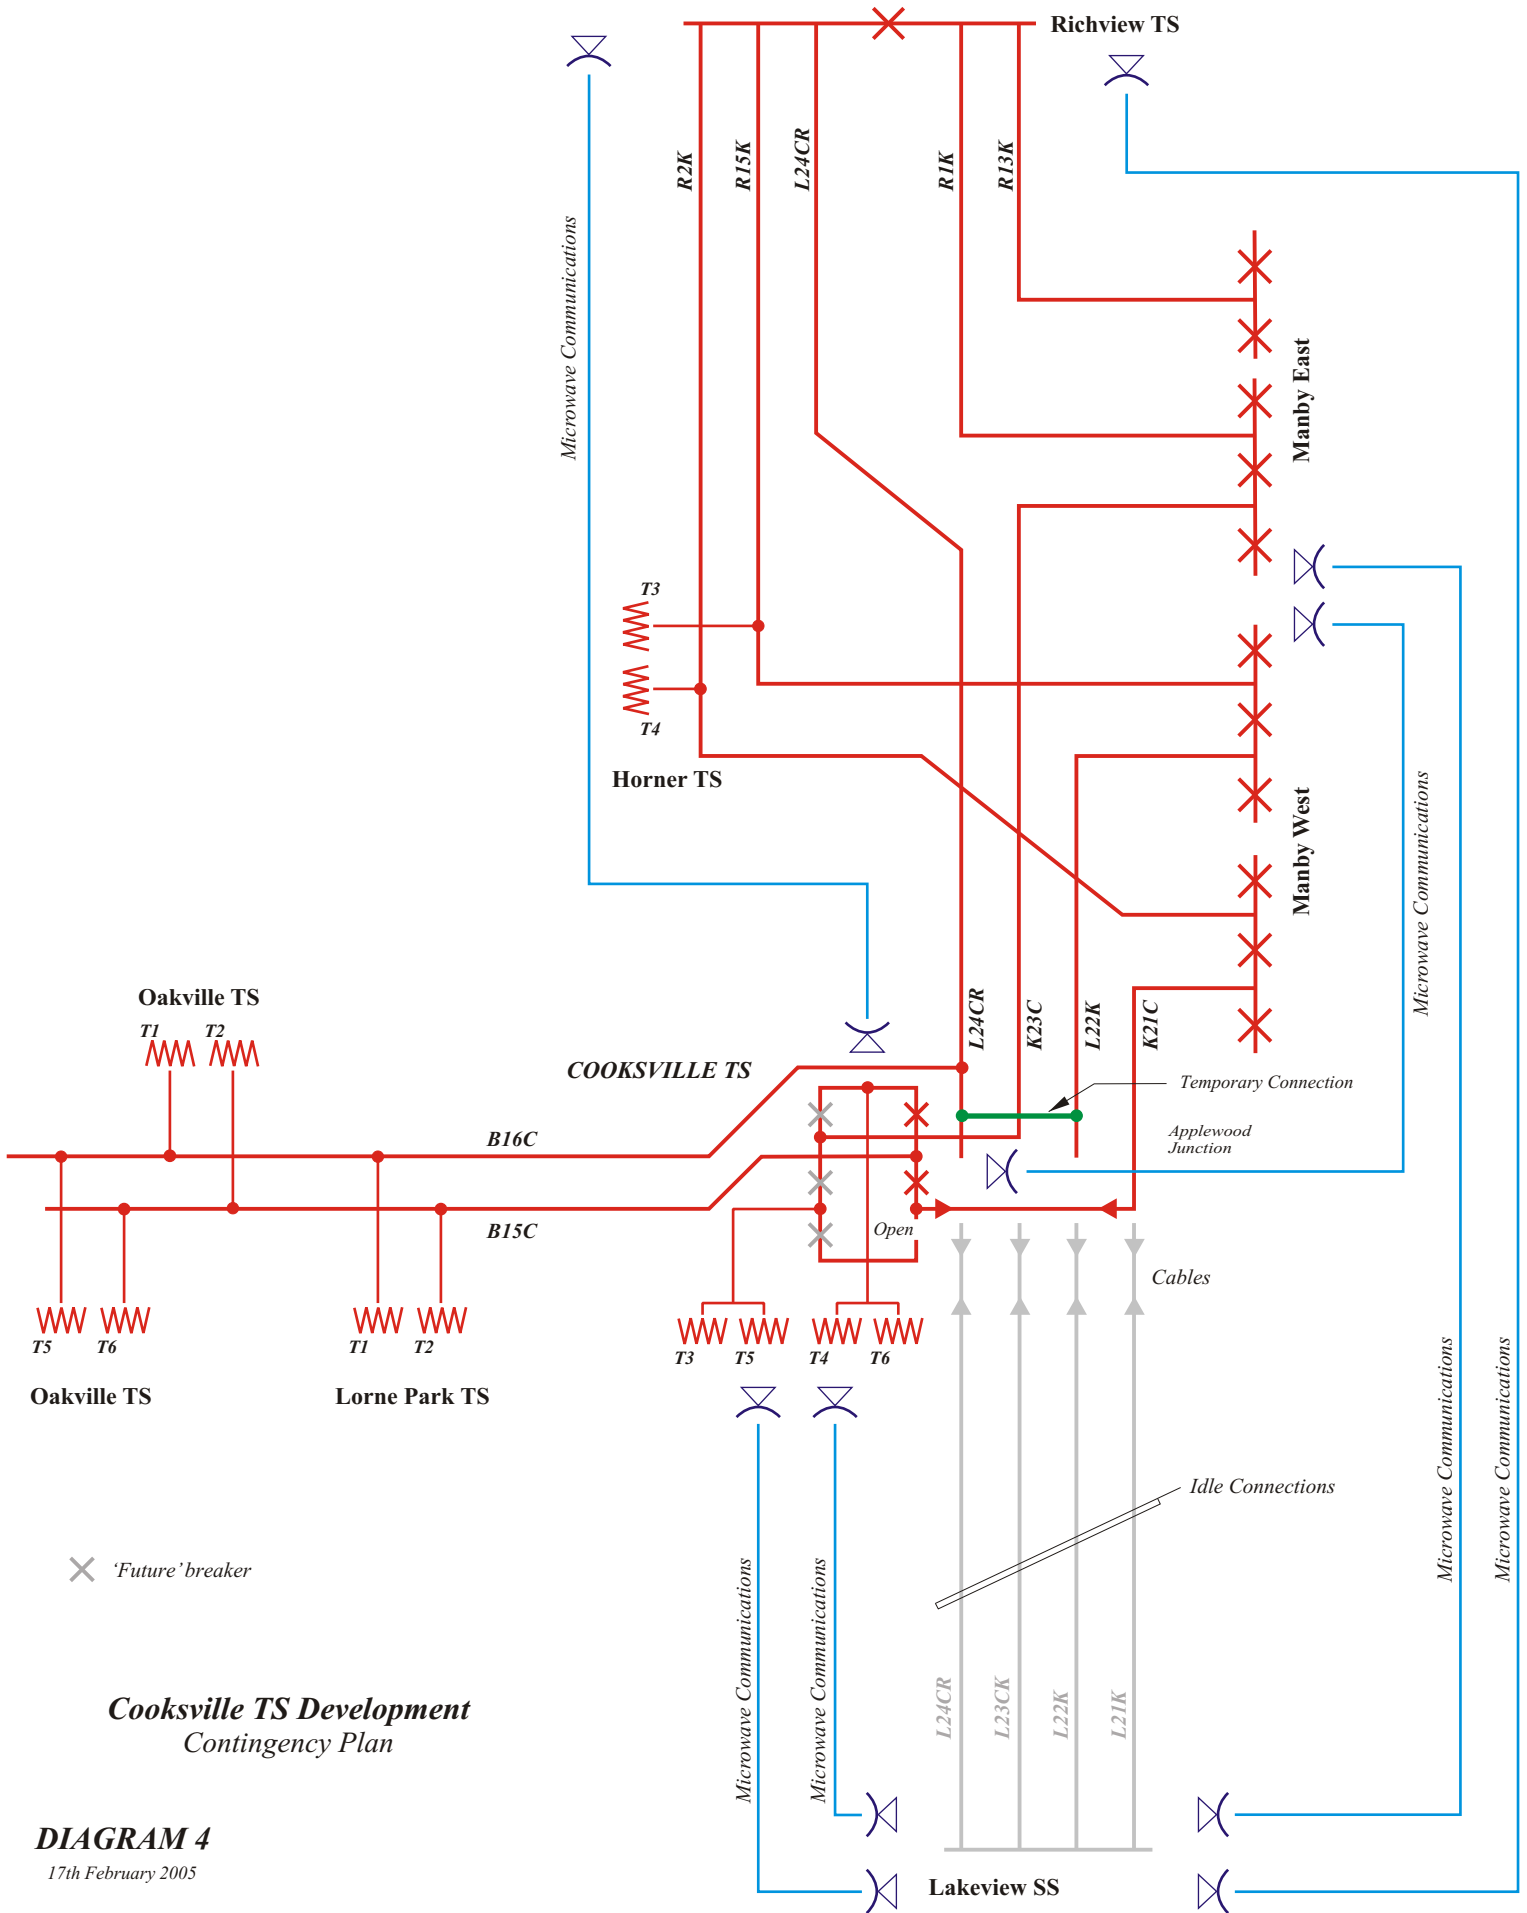 Richview TS
R2K
R15K
L24CR
R1K
R13K
Microwave Communications
Manby East
T3
T4
Horner TS
Manby West
Microwave Communications
Oakville TS
T1
T2
L24CR
K23C
L22K
K21C
COOKSVILLE TS
Temporary Connection
B16C
Applewood
Junction
B15C
Open
Cables
T5
T6
T1
T2
T3
T5
T4
T6
Oakville TS
Lorne Park TS
Microwave Communications
Microwave Communications
Idle Connections
'Future' breaker
Microwave Communications
Microwave Communications
L24CR
L23CK
L22K
L21K
Cooksville TS Development
Contingency Plan
DIAGRAM 4
17th February 2005
Lakeview SS